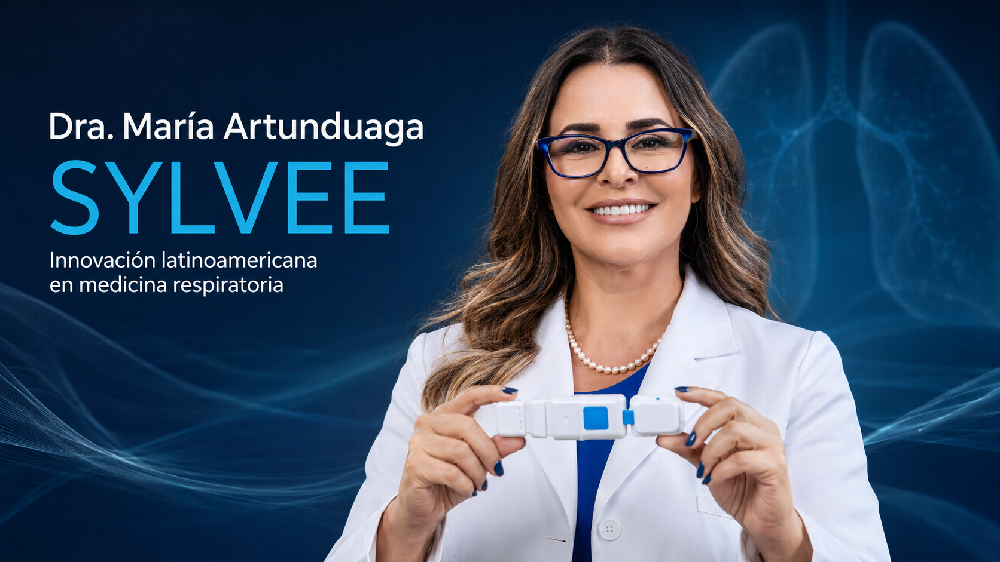 Dra. María Artunduaga
SYLVEE
Innovación latinoamericana
en medicina respiratoria